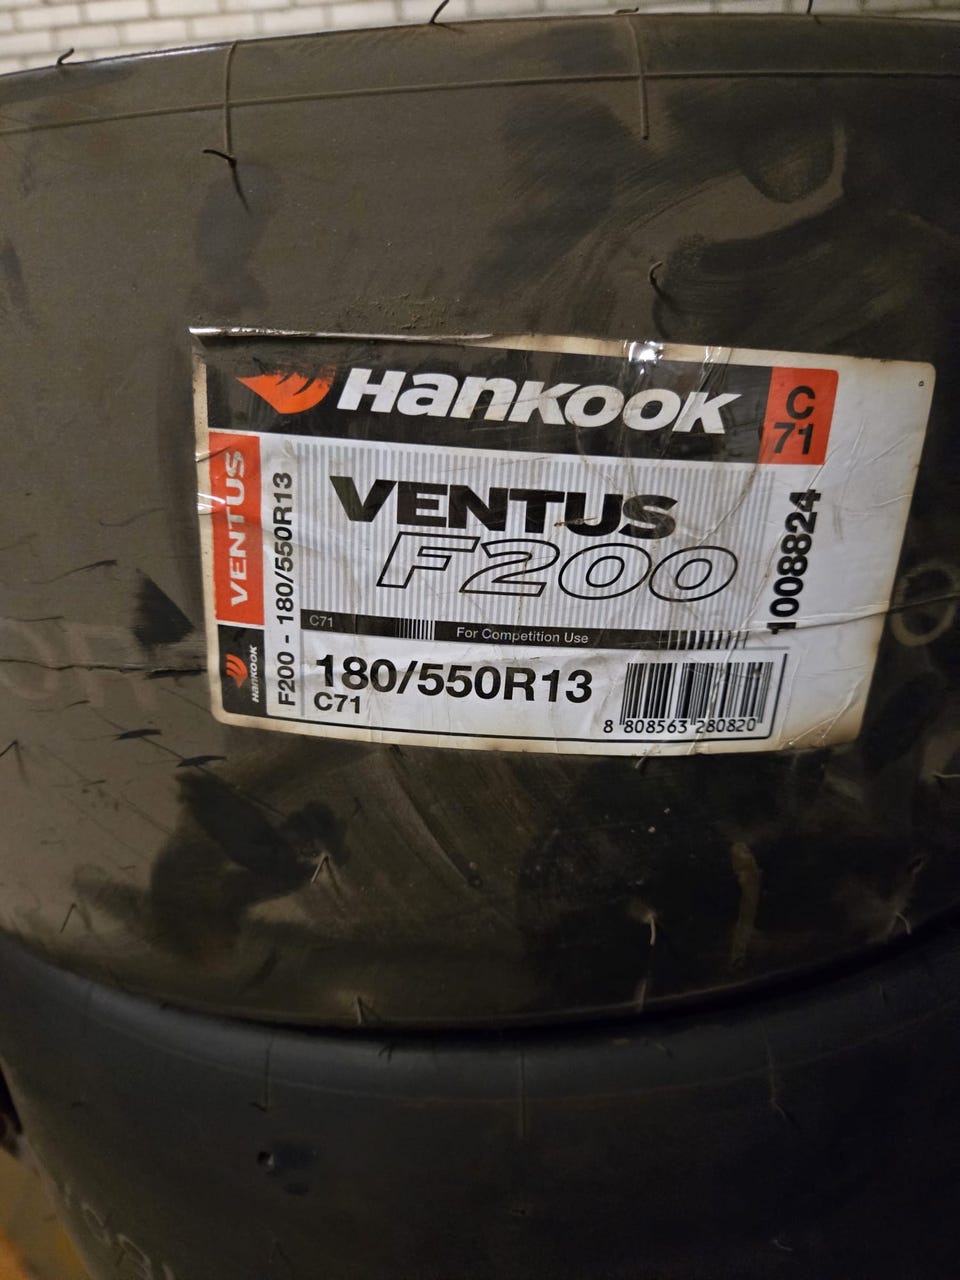 Hankook
C
71
VENTUS
VENTUS
F200
F200 - 180/550R13
1008824
C71
For Competition Use
Hankook
180/550R13
C71
8 808563 280820